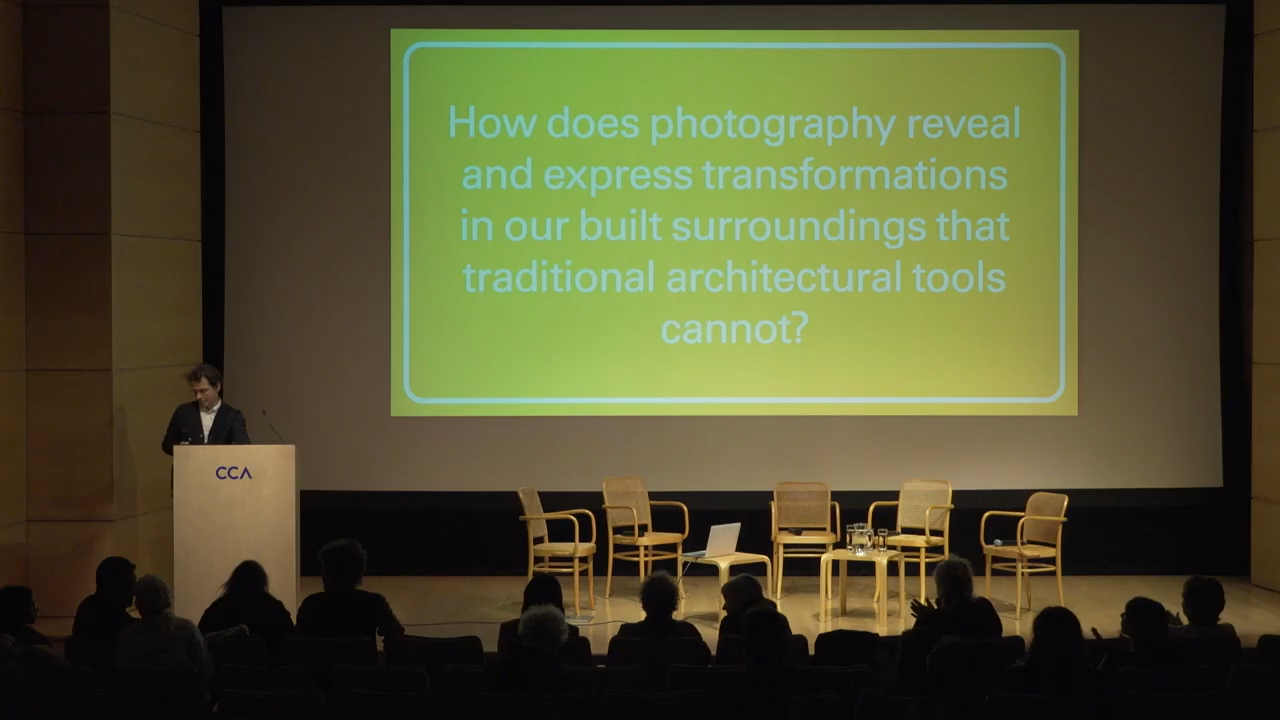 How does photography reveal
and express transformations
in our built surroundings that
traditional architectural tools
cannot?
CCA